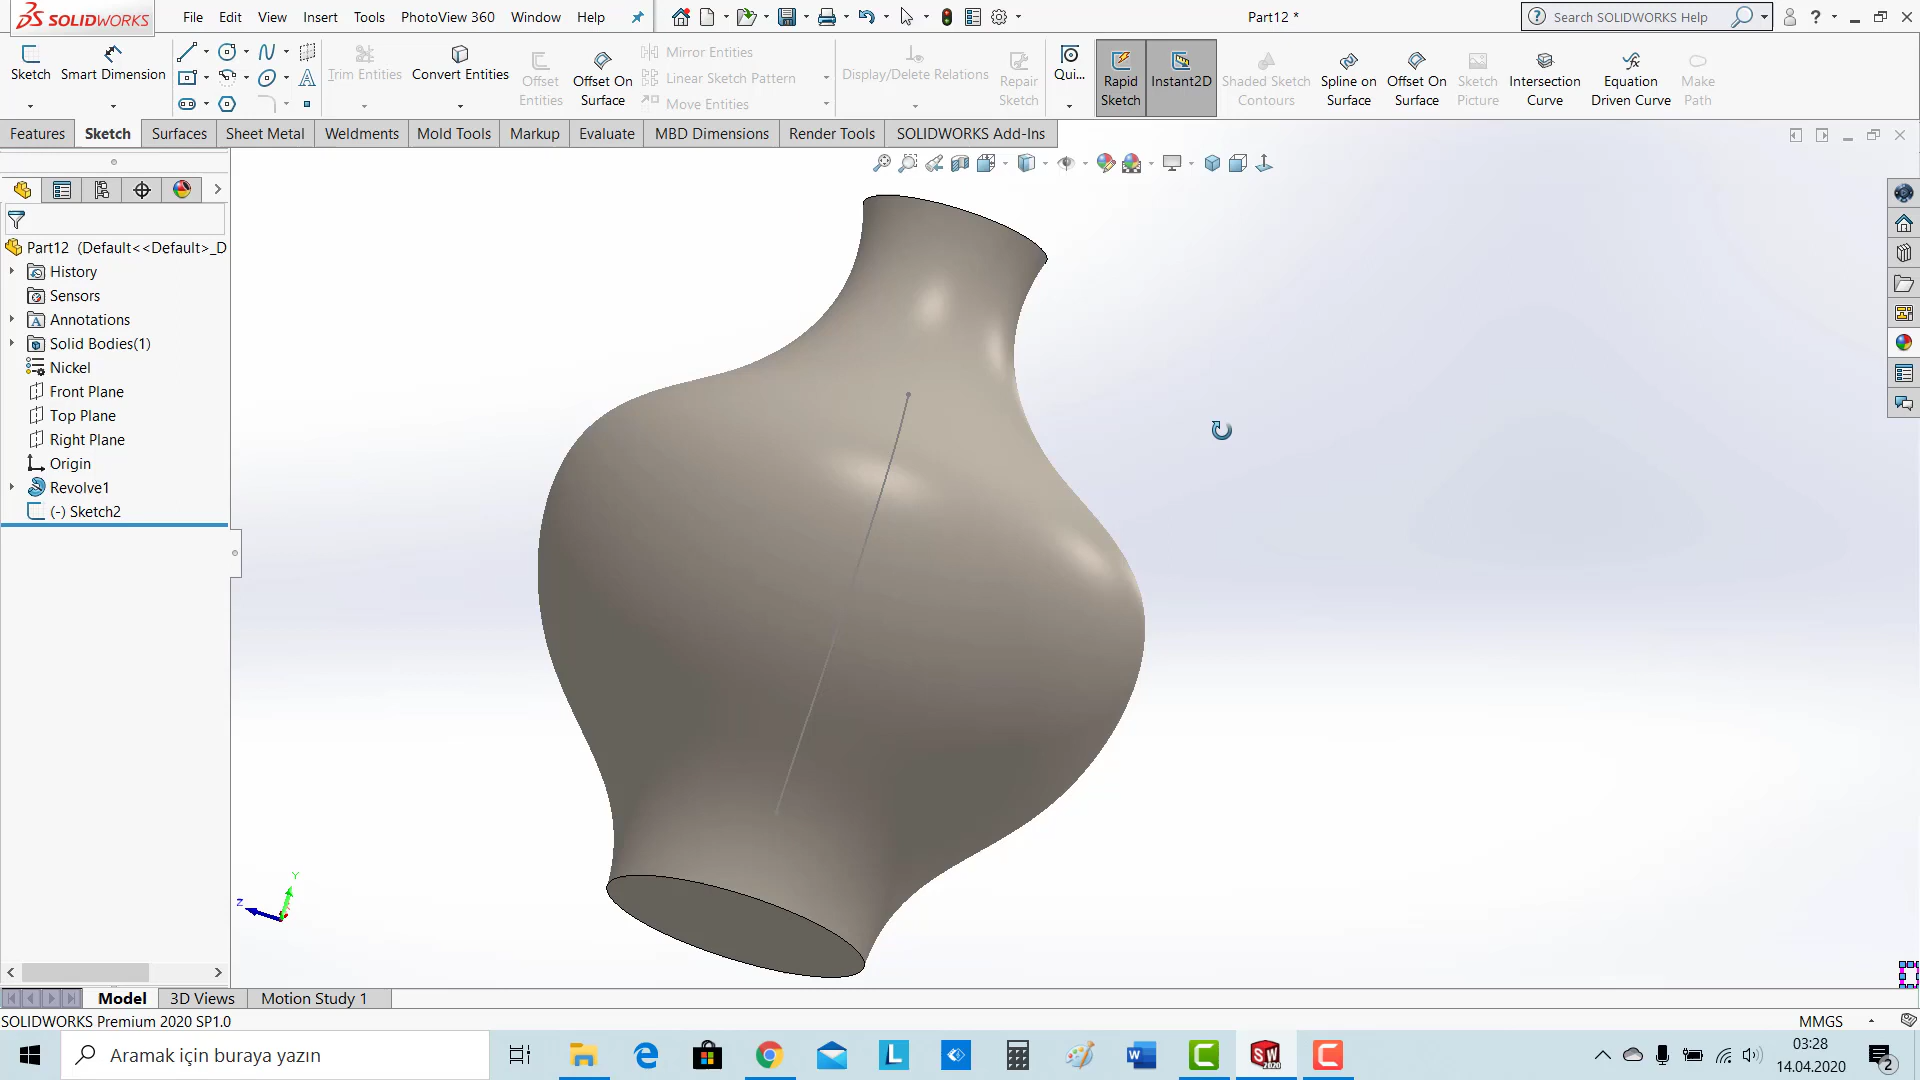 SOLIDWORKS File Edit View Insert Tools PhotoView 360 Window Help Part12 * Search SOLIDWORKS Help
Sketch Smart Dimension Trim Entities Convert Entities Offset Entities Offset On Surface Mirror Entities Linear Sketch Pattern Move Entities Display/Delete Relations Repair Sketch Qui... Rapid Sketch Instant2D Shaded Sketch Contours Spline on Surface Offset On Surface Sketch Picture Intersection Curve Equation Driven Curve Make Path
Features Sketch Surfaces Sheet Metal Weldments Mold Tools Markup Evaluate MBD Dimensions Render Tools SOLIDWORKS Add-Ins
Part12 (Default<<Default>_D
History
Sensors
Annotations
Solid Bodies(1)
Nickel
Front Plane
Top Plane
Right Plane
Origin
Revolve1
(-) Sketch2
Y
Z
Model 3D Views Motion Study 1
SOLIDWORKS Premium 2020 SP1.0 MMGS
Aramak için buraya yazın
03:28
14.04.2020
2